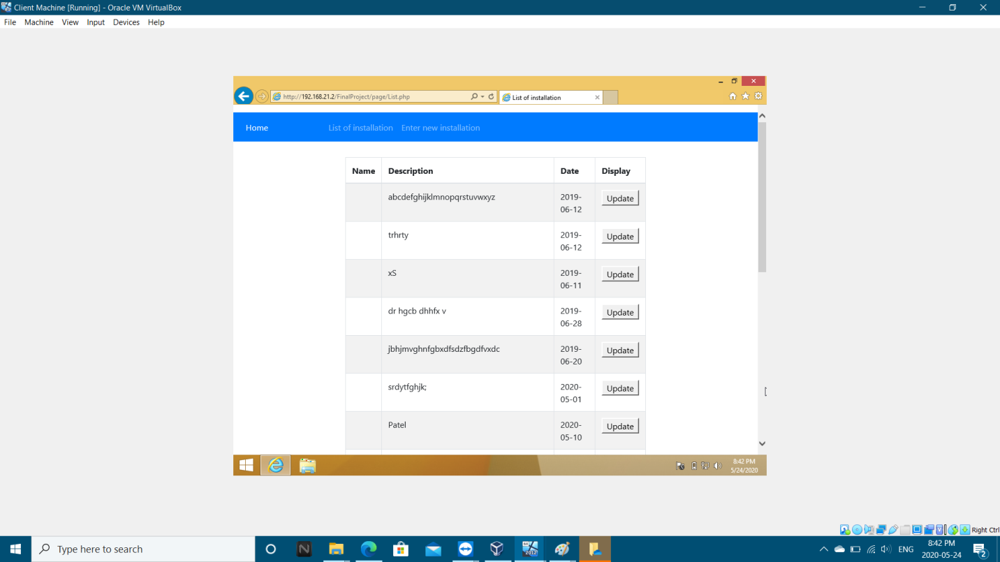 Client Machine [Running] - Oracle VM VirtualBox
File Machine View Input Devices Help
http://192.168.21.2/FinalProject/page/List.php
List of installation
Home List of installation Enter new installation
Name Description Date Display
abcdefghijklmnopqrstuvwxyz 2019-
06-12 Update
trhrty 2019-
06-12 Update
xS 2019-
06-11 Update
dr hgcb dhhfx v 2019-
06-28 Update
jbhjmvghnfgbxdfsdzfbgdfvxdc 2019-
06-20 Update
srdytfghjk; 2020-
05-01 Update
Patel 2020-
05-10 Update
8:42 PM
5/24/2020
Right Ctrl
Type here to search
N
2012
ENG
8:42 PM
2020-05-24
2